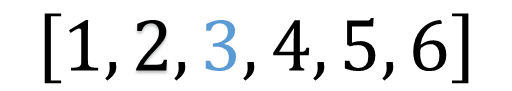 [1, 2, 3, 4, 5, 6]